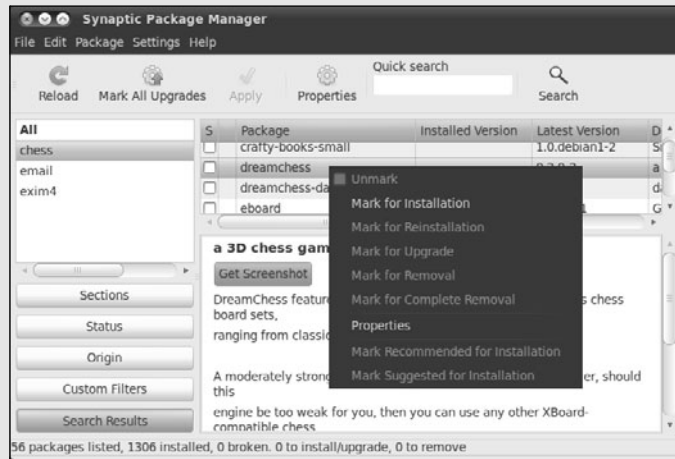 Synaptic Package Manager
File Edit Package Settings Help
Reload
Mark All Upgrades
Apply
Properties
Quick search
Search
All
chess
email
exim4
S Package Installed Version Latest Version D
crafty-books-small 1.0.debian1-2
dreamchess a
dreamchess-da
eboard G
Unmark
Mark for Installation
Mark for Reinstallation
Mark for Upgrade
Mark for Removal
Mark for Complete Removal
Properties
Mark Recommended for Installation
Mark Suggested for Installation
a 3D chess gam
Get Screenshot
DreamChess featur s chess
board sets,
ranging from classic
A moderately strong er, should
this
engine be too weak for you, then you can use any other XBoard-
compatible chess
Sections
Status
Origin
Custom Filters
Search Results
56 packages listed, 1306 installed, 0 broken. 0 to install/upgrade, 0 to remove